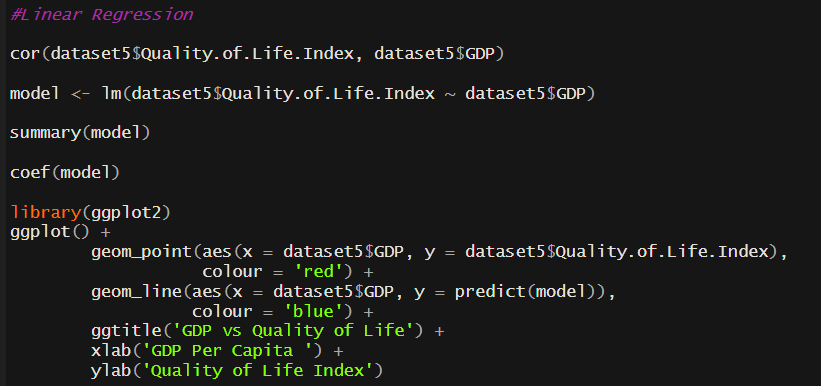 #Linear Regression
cor(dataset5$Quality.of.Life.Index, dataset5$GDP)
model <- lm(dataset5$Quality.of.Life.Index ~ dataset5$GDP)
summary(model)
coef(model)
library(ggplot2)
ggplot() +
geom_point(aes(x = dataset5$GDP, y = dataset5$Quality.of.Life.Index),
colour = 'red') +
geom_line(aes(x = dataset5$GDP, y = predict(model)),
colour = 'blue') +
ggtitle('GDP vs Quality of Life') +
xlab('GDP Per Capita ') +
ylab('Quality of Life Index')